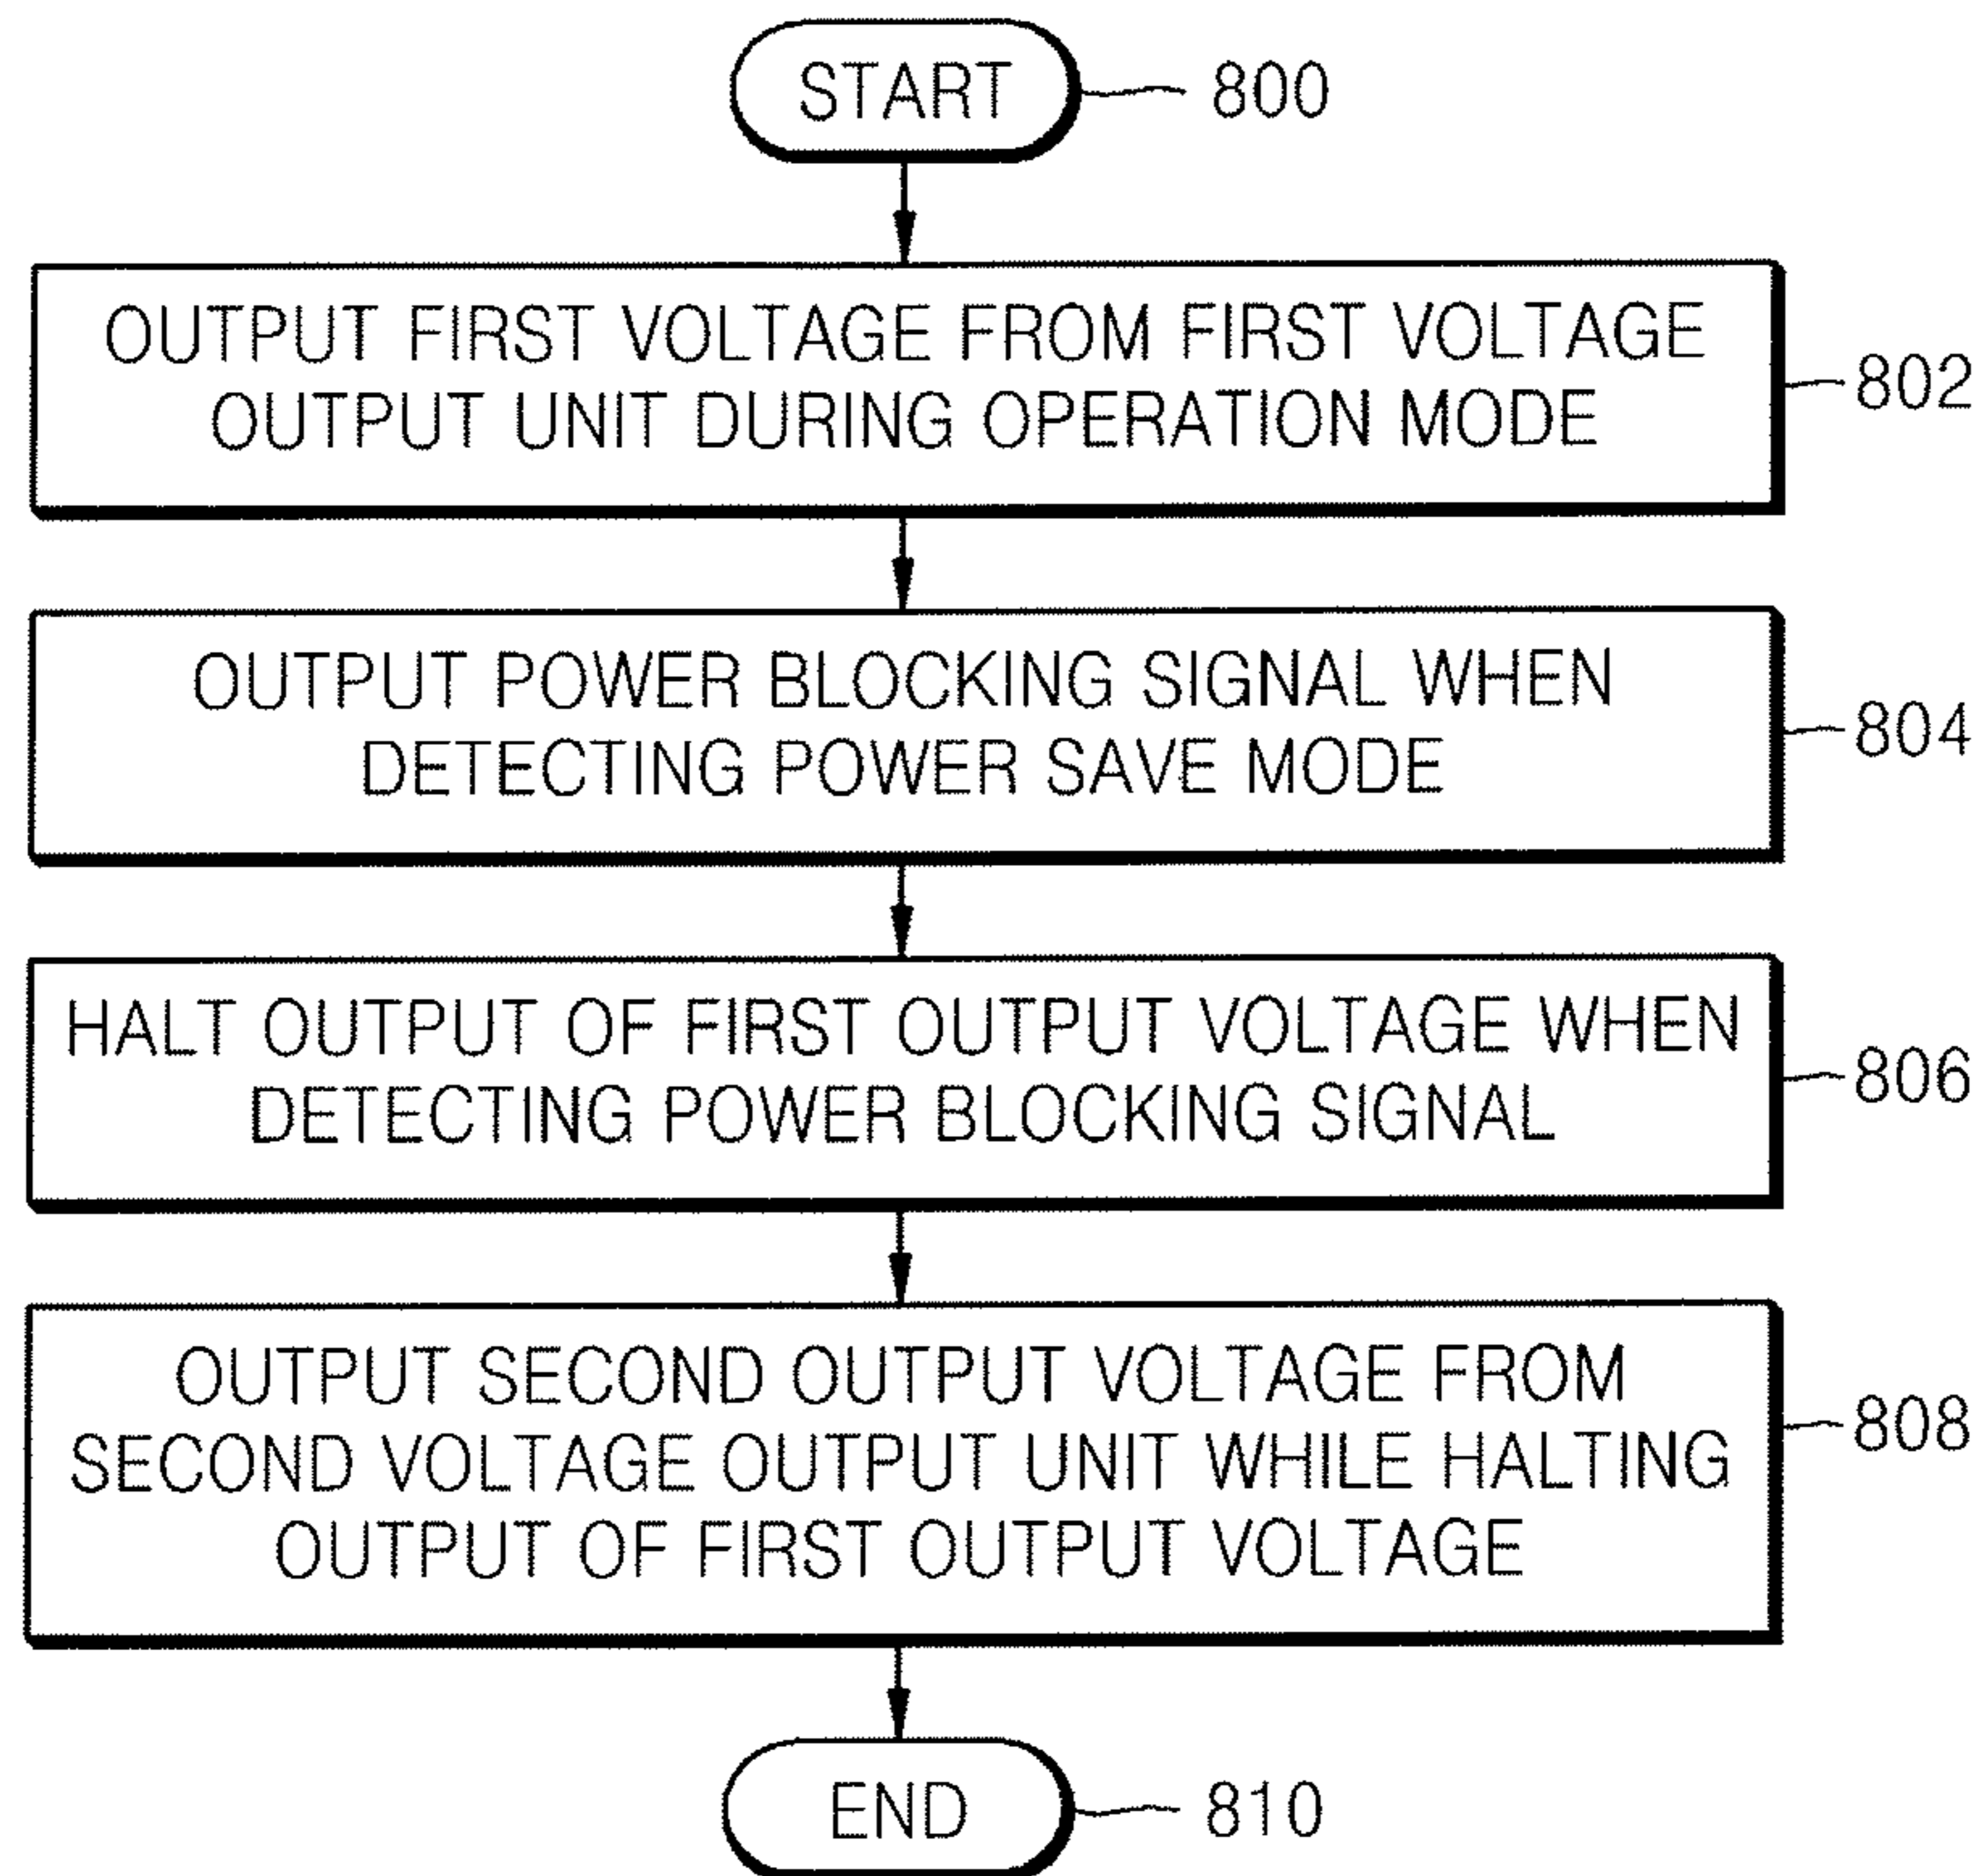 START
800
OUTPUT FIRST VOLTAGE FROM FIRST VOLTAGE
OUTPUT UNIT DURING OPERATION MODE
802
OUTPUT POWER BLOCKING SIGNAL WHEN
DETECTING POWER SAVE MODE
804
HALT OUTPUT OF FIRST OUTPUT VOLTAGE WHEN
DETECTING POWER BLOCKING SIGNAL
806
OUTPUT SECOND OUTPUT VOLTAGE FROM
SECOND VOLTAGE OUTPUT UNIT WHILE HALTING
OUTPUT OF FIRST OUTPUT VOLTAGE
808
END
810